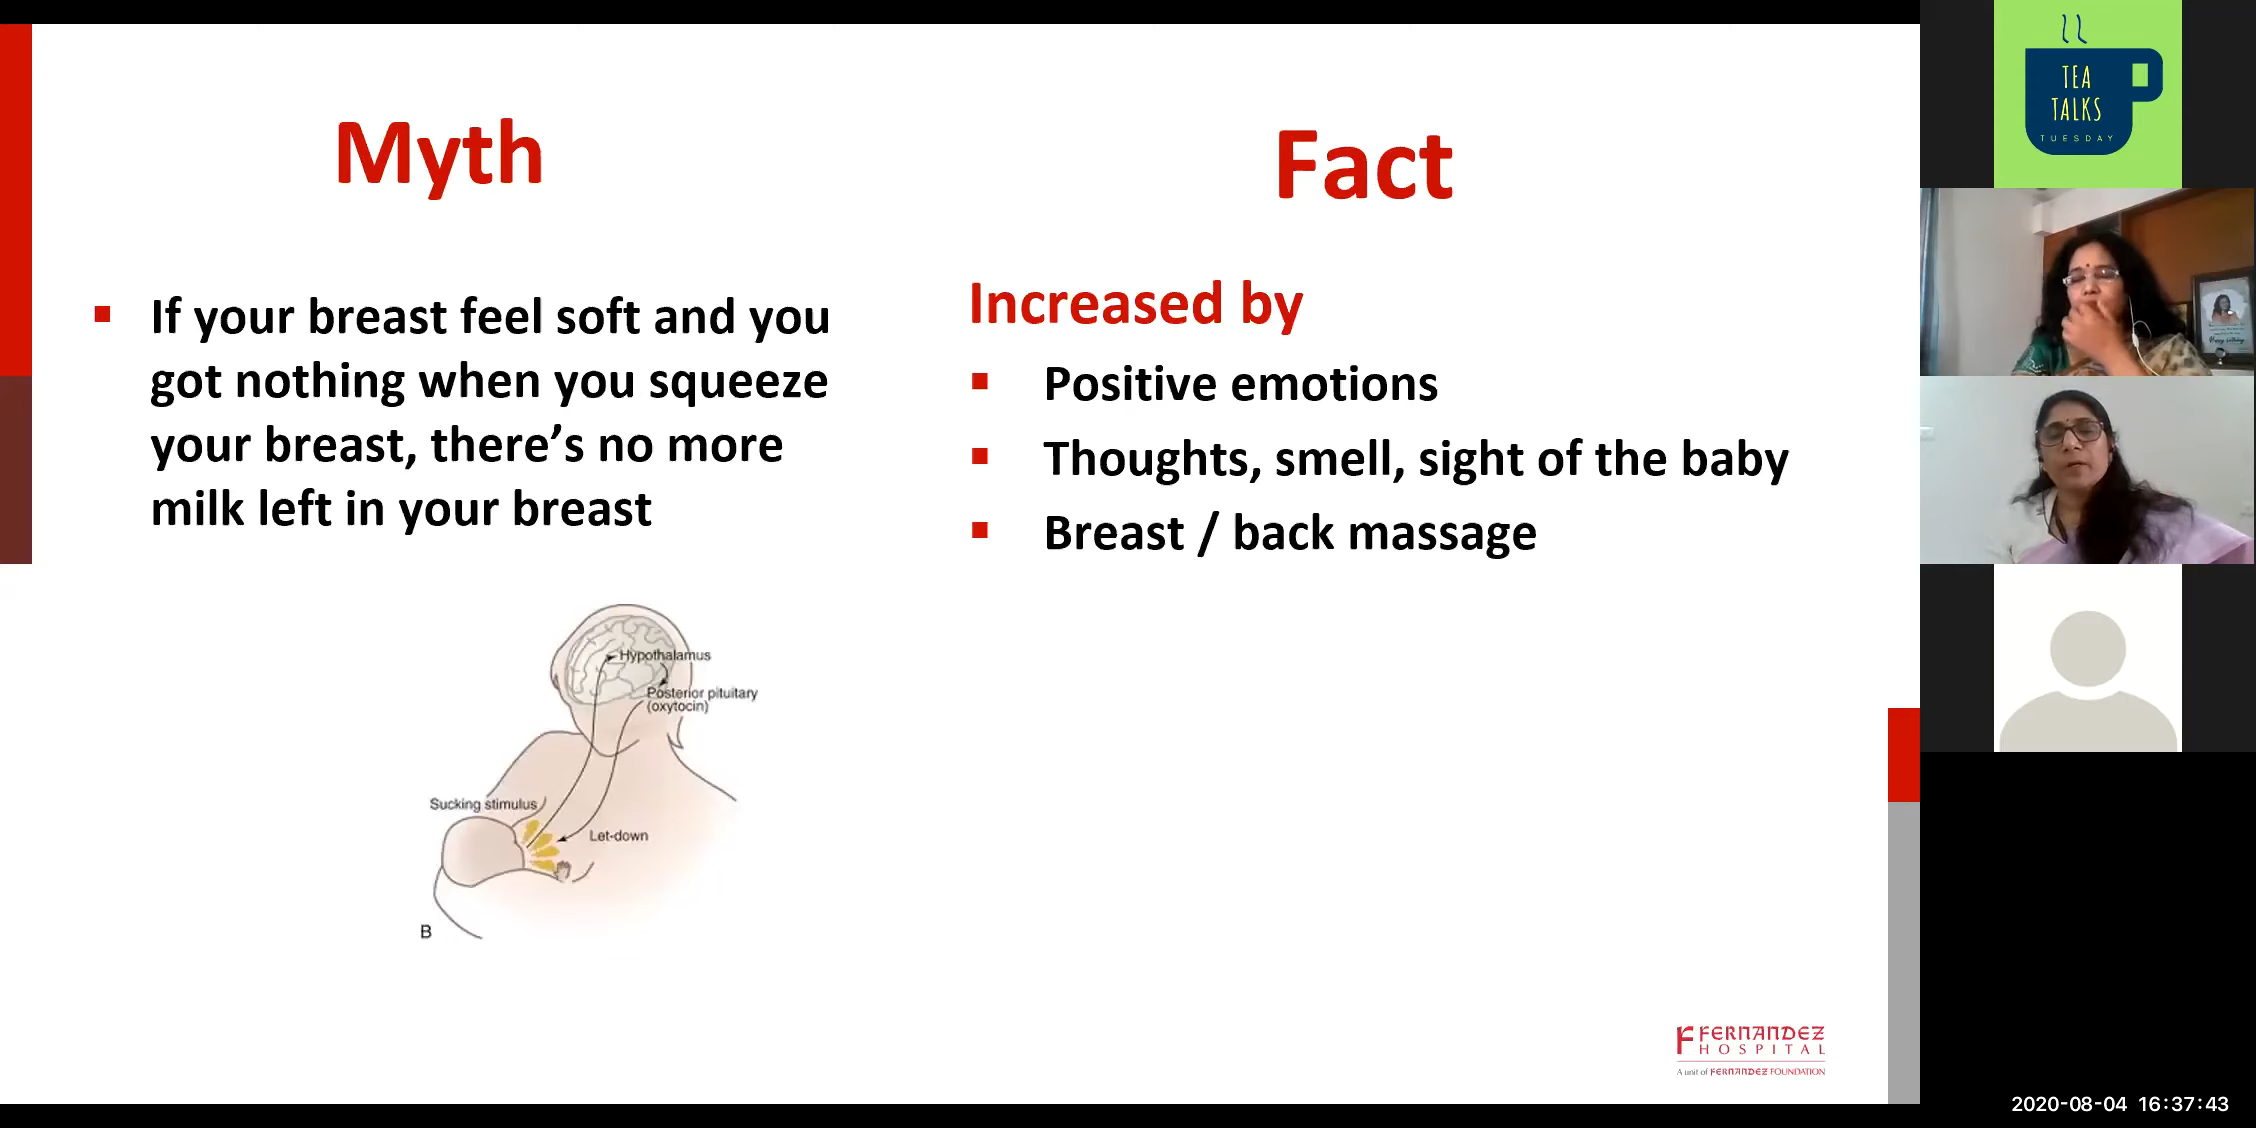 Myth
If your breast feel soft and you
got nothing when you squeeze
your breast, there's no more
milk left in your breast
Hypothalamus
Posterior pituitary
(oxytocin)
Sucking stimulus
Let-down
B
Fact
Increased by
Positive emotions
Thoughts, smell, sight of the baby
Breast / back massage
FERNANDEZ
HOSPITAL
A unit of FERNANDEZ FOUNDATION
TEA
TALKS
TUESDAY
2020-08-04 16:37:43